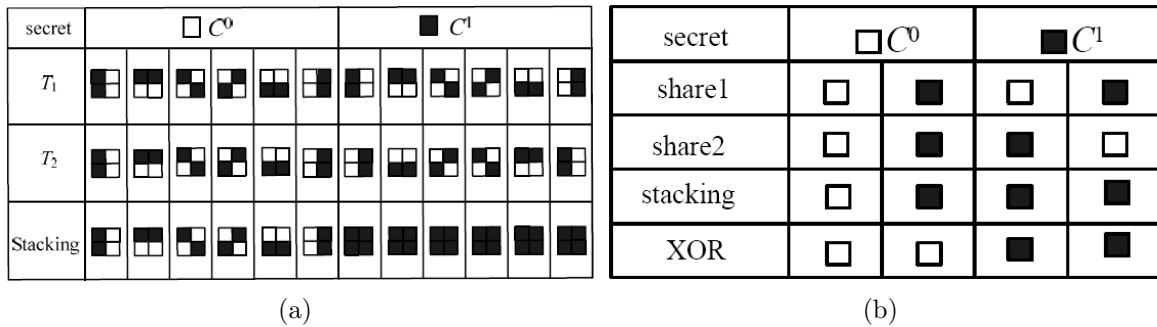 secret C⁰ C¹
T₁
T₂
Stacking
(a)
secret C⁰ C¹
share1
share2
stacking
XOR
(b)